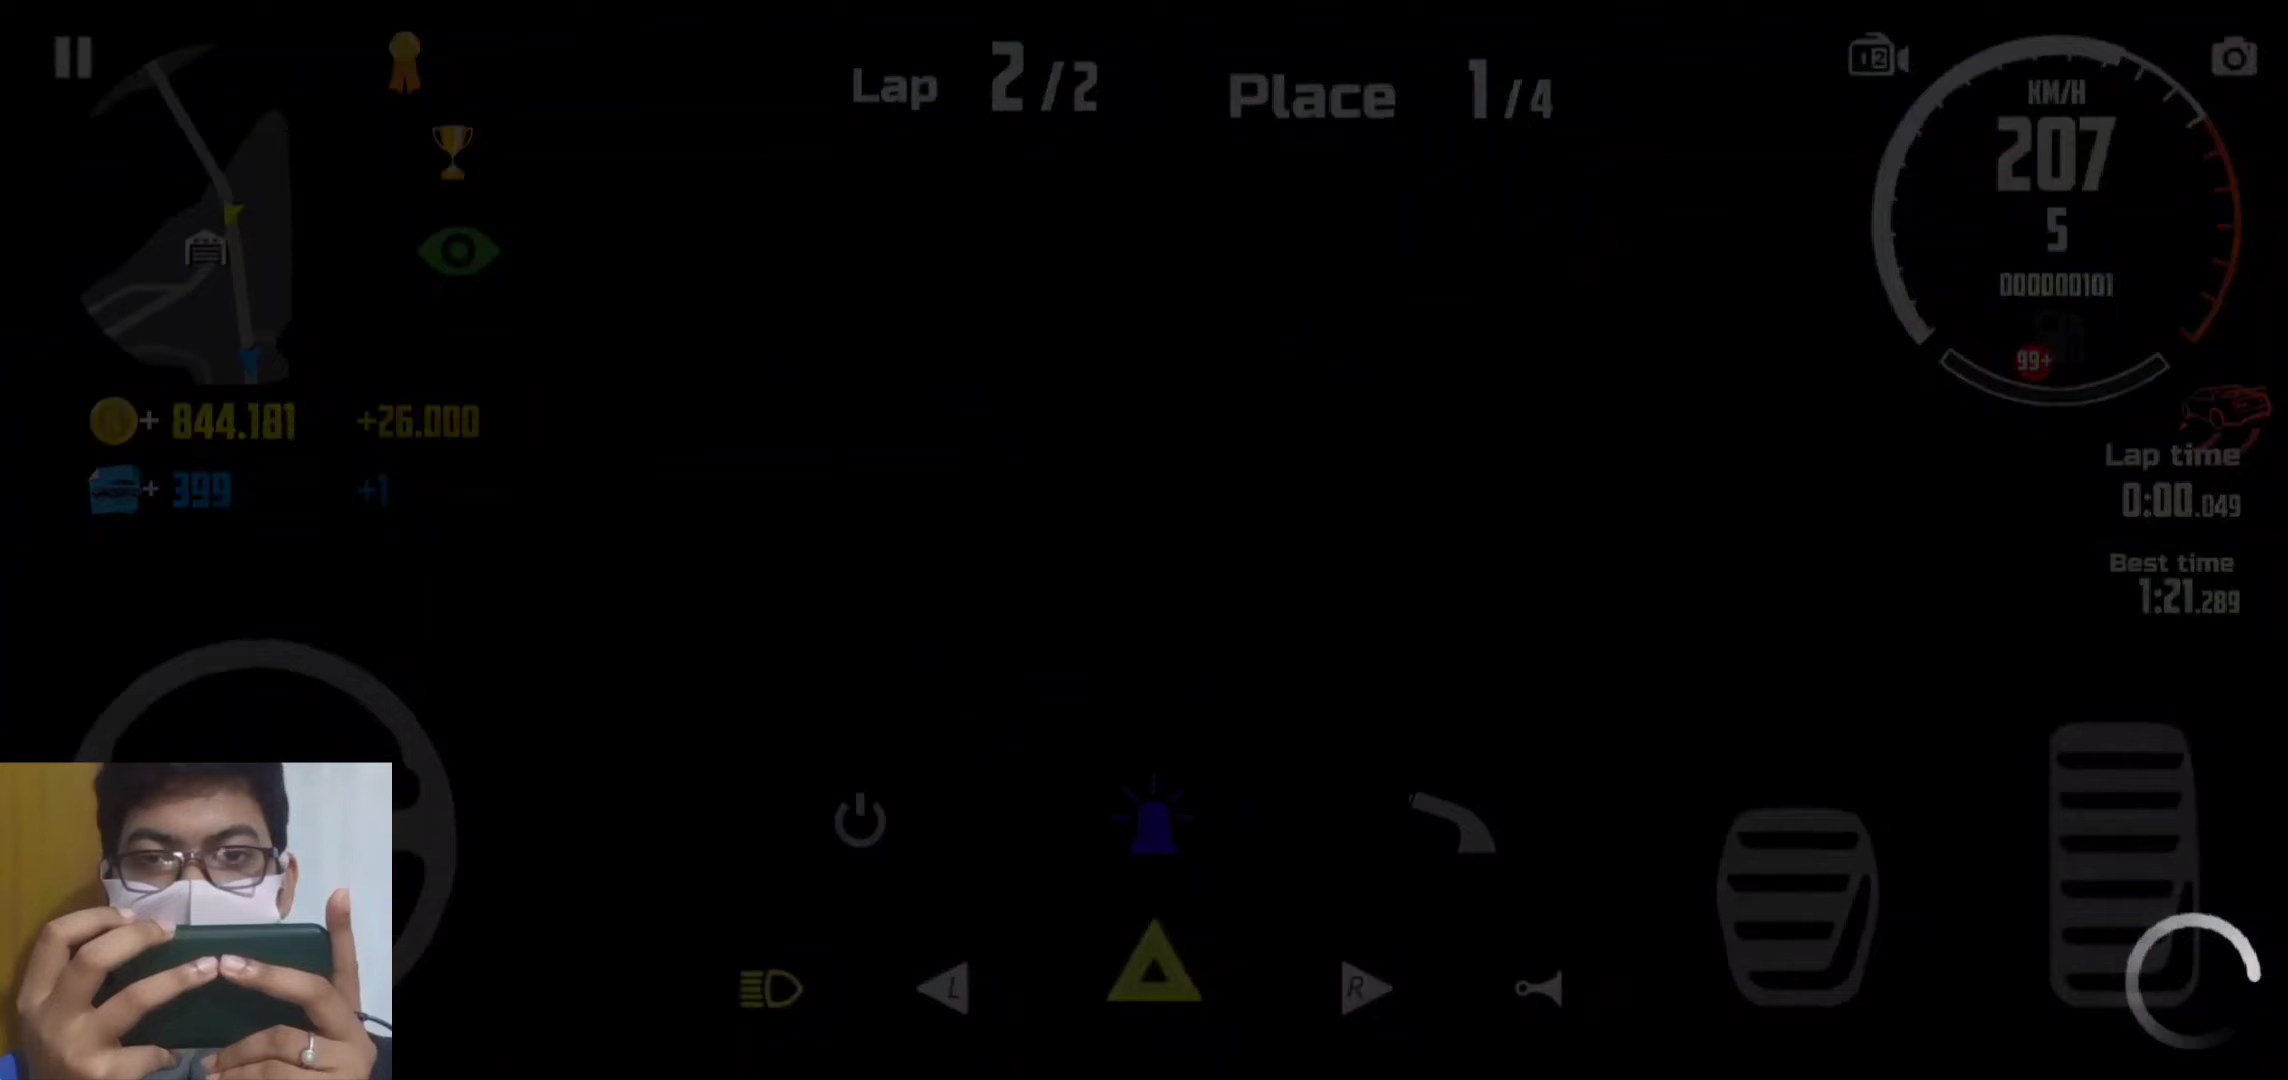 Lap 2/2 Place 1/4
12
KM/H
207
5
000000101
99+
+ 844.181 +26.000
+ 399 +1
Lap time
0:00.049
Best time
1:21.289
L
R